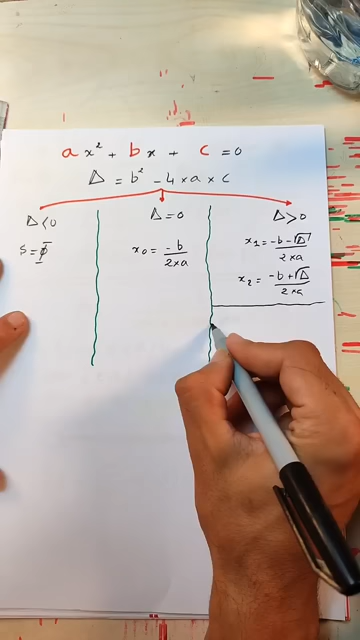 ax² + bx + c = 0
Δ = b² - 4 × a × c
Δ < 0
S = ∅
Δ = 0
x₀ = -b / 2×a
Δ > 0
x₁ = -b - √Δ / 2×a
x₂ = -b + √Δ / 2×a